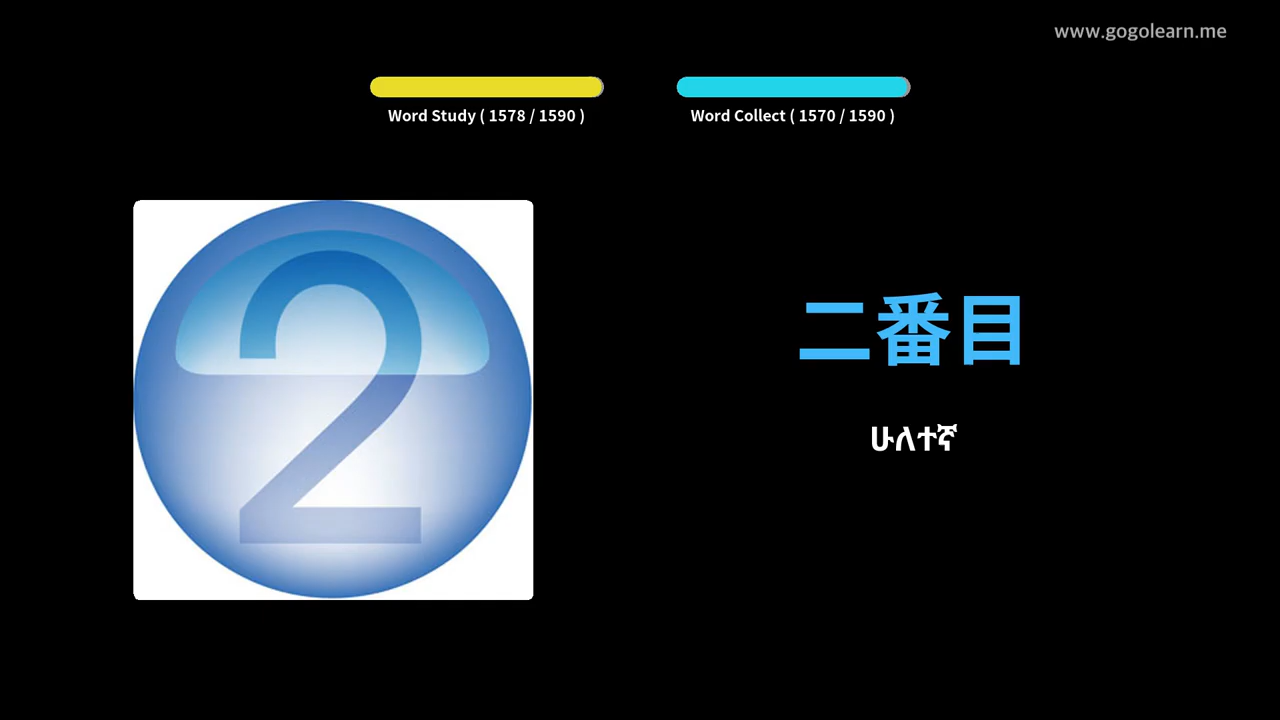 www.gogolearn.me
Word Study ( 1578 / 1590 )
Word Collect ( 1570 / 1590 )
2
二番目
ሁለተኛ